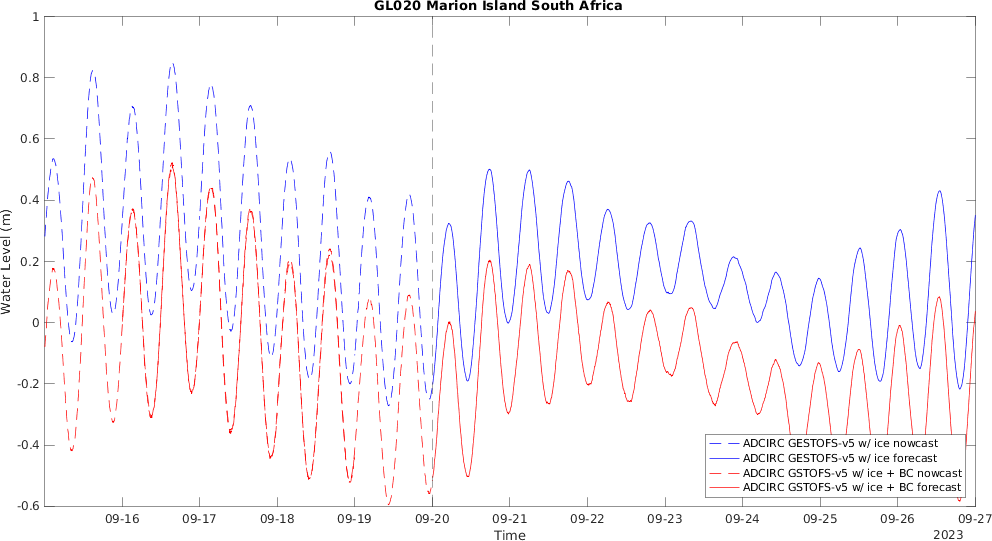 GL020 Marion Island South Africa
Water Level (m)
1
0.8
0.6
0.4
0.2
0
-0.2
-0.4
-0.6
ADCIRC GESTOFS-v5 w/ ice nowcast
ADCIRC GESTOFS-v5 w/ ice forecast
ADCIRC GSTOFS-v5 w/ ice + BC nowcast
ADCIRC GSTOFS-v5 w/ ice + BC forecast
09-16 09-17 09-18 09-19 09-20 09-21 09-22 09-23 09-24 09-25 09-26 09-27
Time
2023